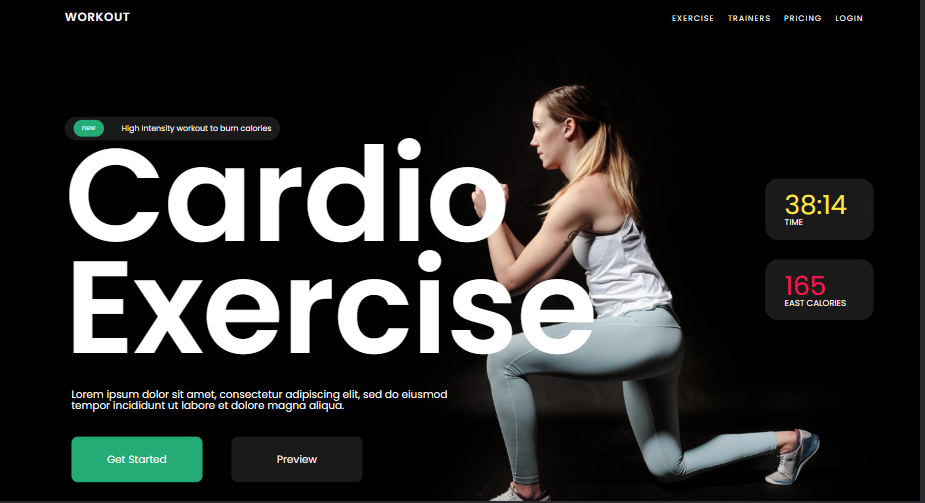 WORKOUT
EXERCISE TRAINERS PRICING LOGIN
new High Intensity workout to burn calories
Cardio
Exercise
38:14
TIME
165
EAST CALORIES
Lorem ipsum dolor sit amet, consectetur adipiscing elit, sed do eiusmod
tempor incididunt ut labore et dolore magna aliqua.
Get Started Preview